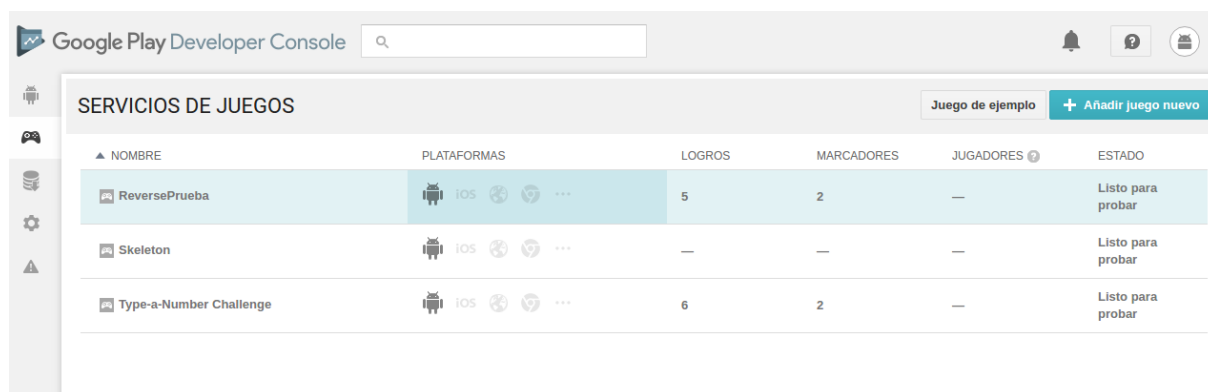 Google Play Developer Console
SERVICIOS DE JUEGOS
Juego de ejemplo
+ Añadir juego nuevo
NOMBRE PLATAFORMAS LOGROS MARCADORES JUGADORES ? ESTADO
ReversePrueba iOS ... 5 2 — Listo para
probar
Skeleton iOS ... — — — Listo para
probar
Type-a-Number Challenge iOS ... 6 2 — Listo para
probar